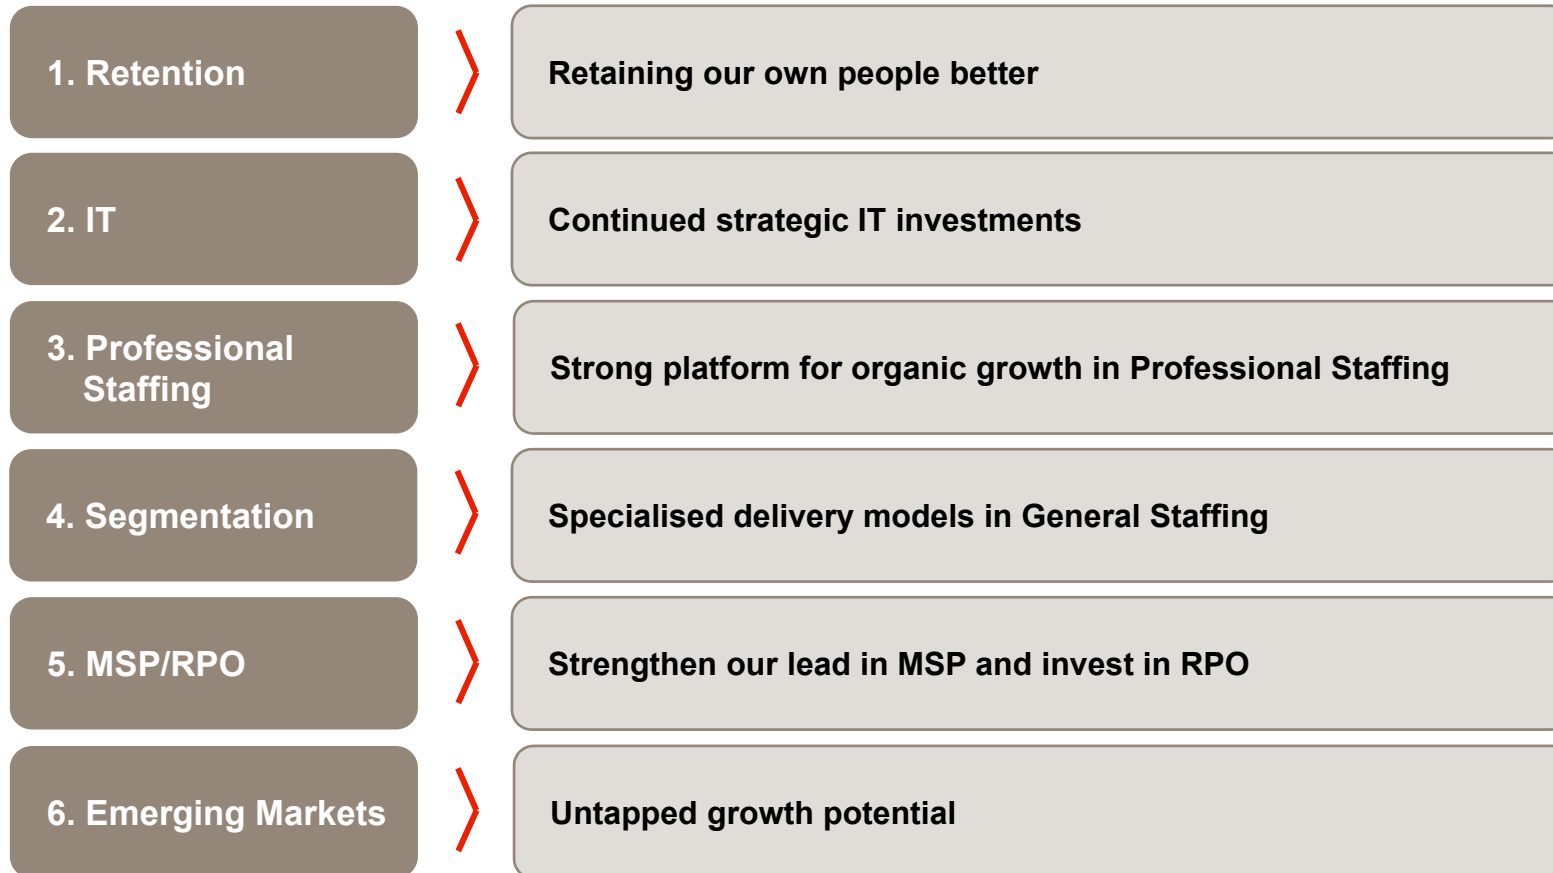 1. Retention
Retaining our own people better
2. IT
Continued strategic IT investments
3. Professional
Staffing
Strong platform for organic growth in Professional Staffing
4. Segmentation
Specialised delivery models in General Staffing
5. MSP/RPO
Strengthen our lead in MSP and invest in RPO
6. Emerging Markets
Untapped growth potential